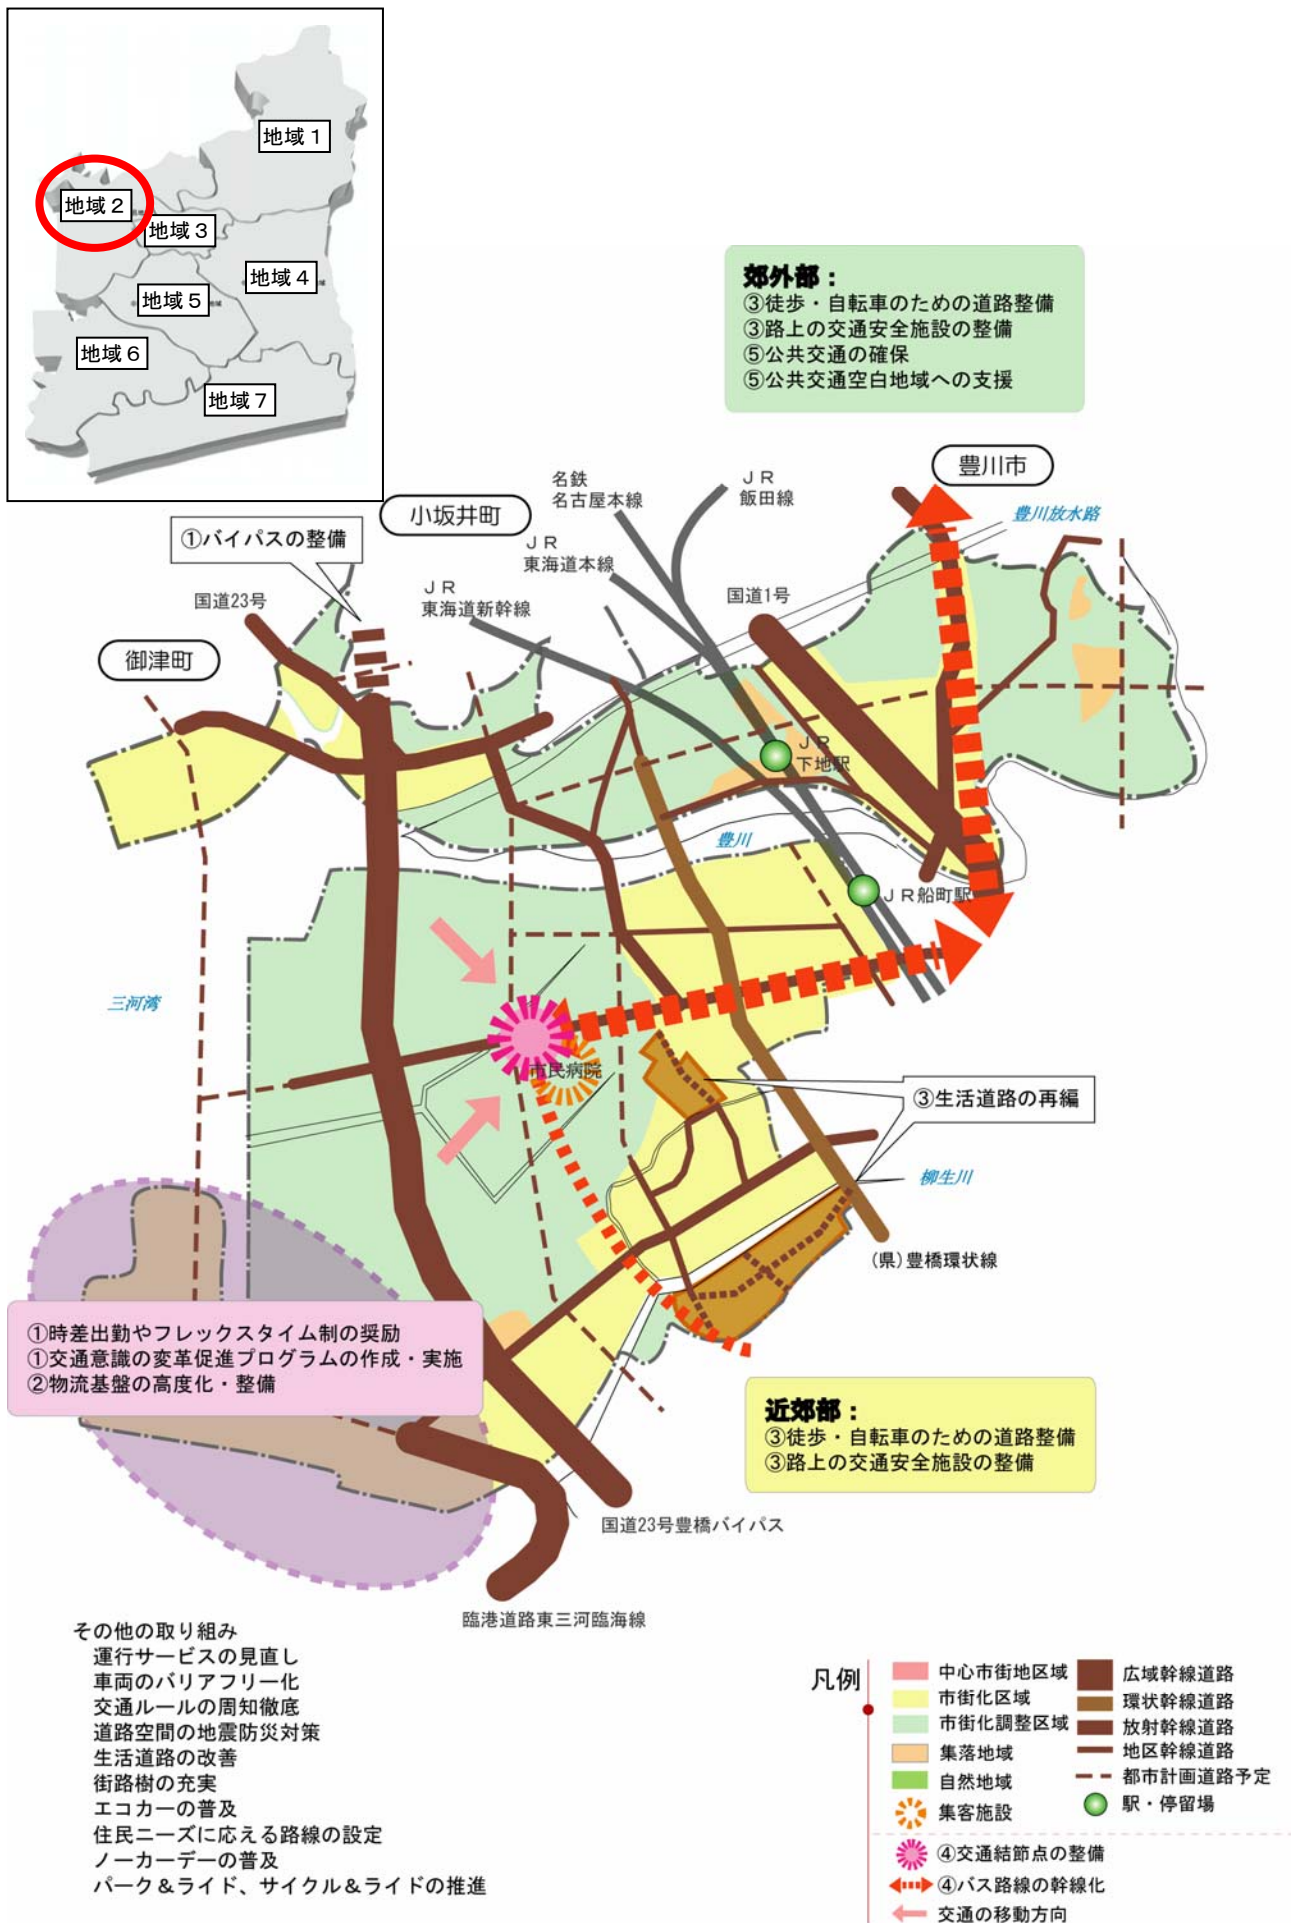 地域1
地域2
地域3
地域4
地域5
地域6
地域7
郊外部：
③徒歩・自転車のための道路整備
③路上の交通安全施設の整備
⑤公共交通の確保
⑤公共交通空白地域への支援
豊川市
名鉄
名古屋本線
ＪＲ
飯田線
豊川放水路
小坂井町
①バイパスの整備
ＪＲ
東海道本線
ＪＲ
東海道新幹線
国道1号
国道23号
御津町
ＪＲ
下地駅
豊川
ＪＲ船町駅
三河湾
市民病院
③生活道路の再編
柳生川
(県)豊橋環状線
①時差出勤やフレックスタイム制の奨励
①交通意識の変革促進プログラムの作成・実施
②物流基盤の高度化・整備
近郊部：
③徒歩・自転車のための道路整備
③路上の交通安全施設の整備
国道23号豊橋バイパス
臨港道路東三河臨海線
その他の取り組み
運行サービスの見直し
車両のバリアフリー化
交通ルールの周知徹底
道路空間の地震防災対策
生活道路の改善
街路樹の充実
エコカーの普及
住民ニーズに応える路線の設定
ノーカーデーの普及
パーク＆ライド、サイクル＆ライドの推進
凡例
中心市街地区域
市街化区域
市街化調整区域
集落地域
自然地域
集客施設
広域幹線道路
環状幹線道路
放射幹線道路
地区幹線道路
都市計画道路予定
駅・停留場
④交通結節点の整備
④バス路線の幹線化
交通の移動方向